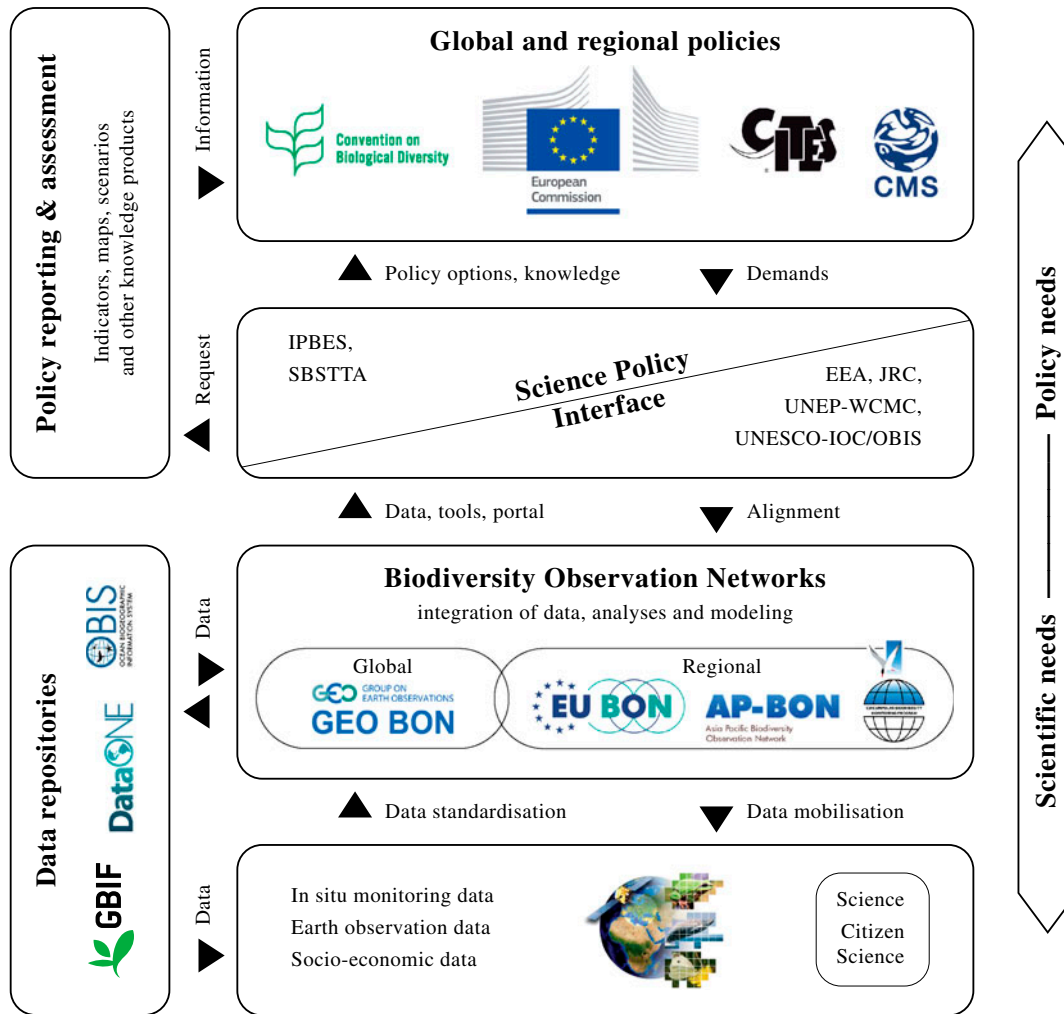 Policy reporting & assessment
Indicators, maps, scenarios
and other knowledge products
Information
Request
Global and regional policies
Convention on
Biological Diversity
European
Commission
CITES
®
CMS
Policy options, knowledge
Demands
IPBES,
SBSTTA
Science Policy
Interface
EEA, JRC,
UNEP-WCMC,
UNESCO-IOC/OBIS
Data, tools, portal
Alignment
Data repositories
OBIS
OCEAN BIOGEOGRAPHIC
INFORMATION SYSTEM
DataONE
GBIF
Data
Data
Biodiversity Observation Networks
integration of data, analyses and modeling
Global
GEO
GROUP ON
EARTH OBSERVATIONS
GEO BON
Regional
EU BON
AP-BON
Asia Pacific Biodiversity
Observation Network
Data standardisation
Data mobilisation
In situ monitoring data
Earth observation data
Socio-economic data
Science
Citizen
Science
Policy needs
Scientific needs